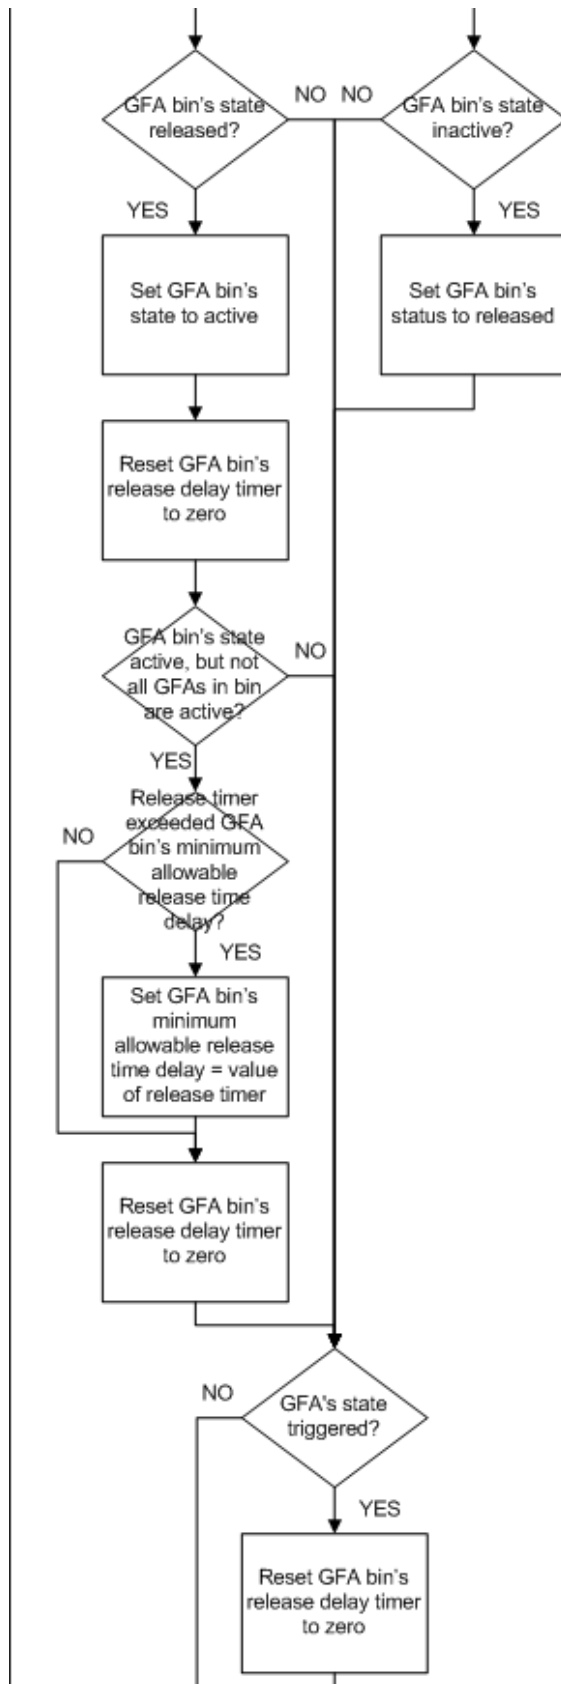 GFA bin's state
released?
NO
NO
GFA bin's state
inactive?
YES
YES
Set GFA bin's
state to active
Set GFA bin's
status to released
Reset GFA bin's
release delay timer
to zero
GFA bin's state
active, but not
all GFAs in bin
are active?
NO
YES
Release timer
exceeded GFA
bin's minimum
allowable
release time
delay?
NO
YES
Set GFA bin's
minimum
allowable release
time delay = value
of release timer
Reset GFA bin's
release delay timer
to zero
GFA's state
triggered?
NO
YES
Reset GFA bin's
release delay timer
to zero